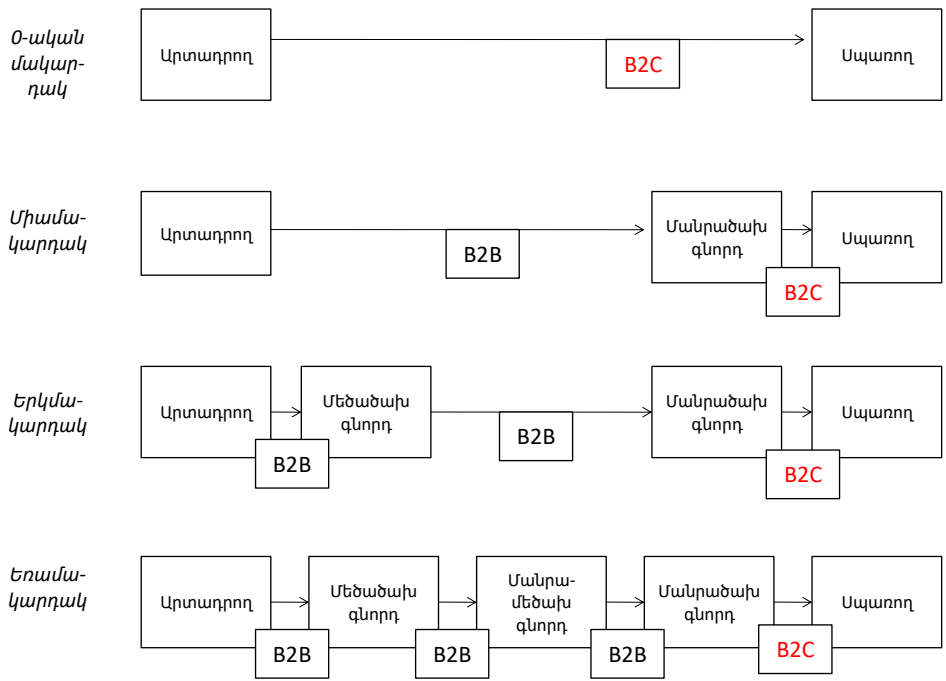 0-ական
մակար-
դակ
Արտադրող
B2C
Սպառող
Միամա-
կարդակ
Արտադրող
B2B
Մանրածախ
գնորդ
B2C
Սպառող
Երկմա-
կարդակ
Արտադրող
B2B
Մեծածախ
գնորդ
B2B
Մանրածախ
գնորդ
B2C
Սպառող
Եռամա-
կարդակ
Արտադրող
B2B
Մեծածախ
գնորդ
B2B
Մանրա-
մեծախ
գնորդ
B2B
Մանրածախ
գնորդ
B2C
Սպառող